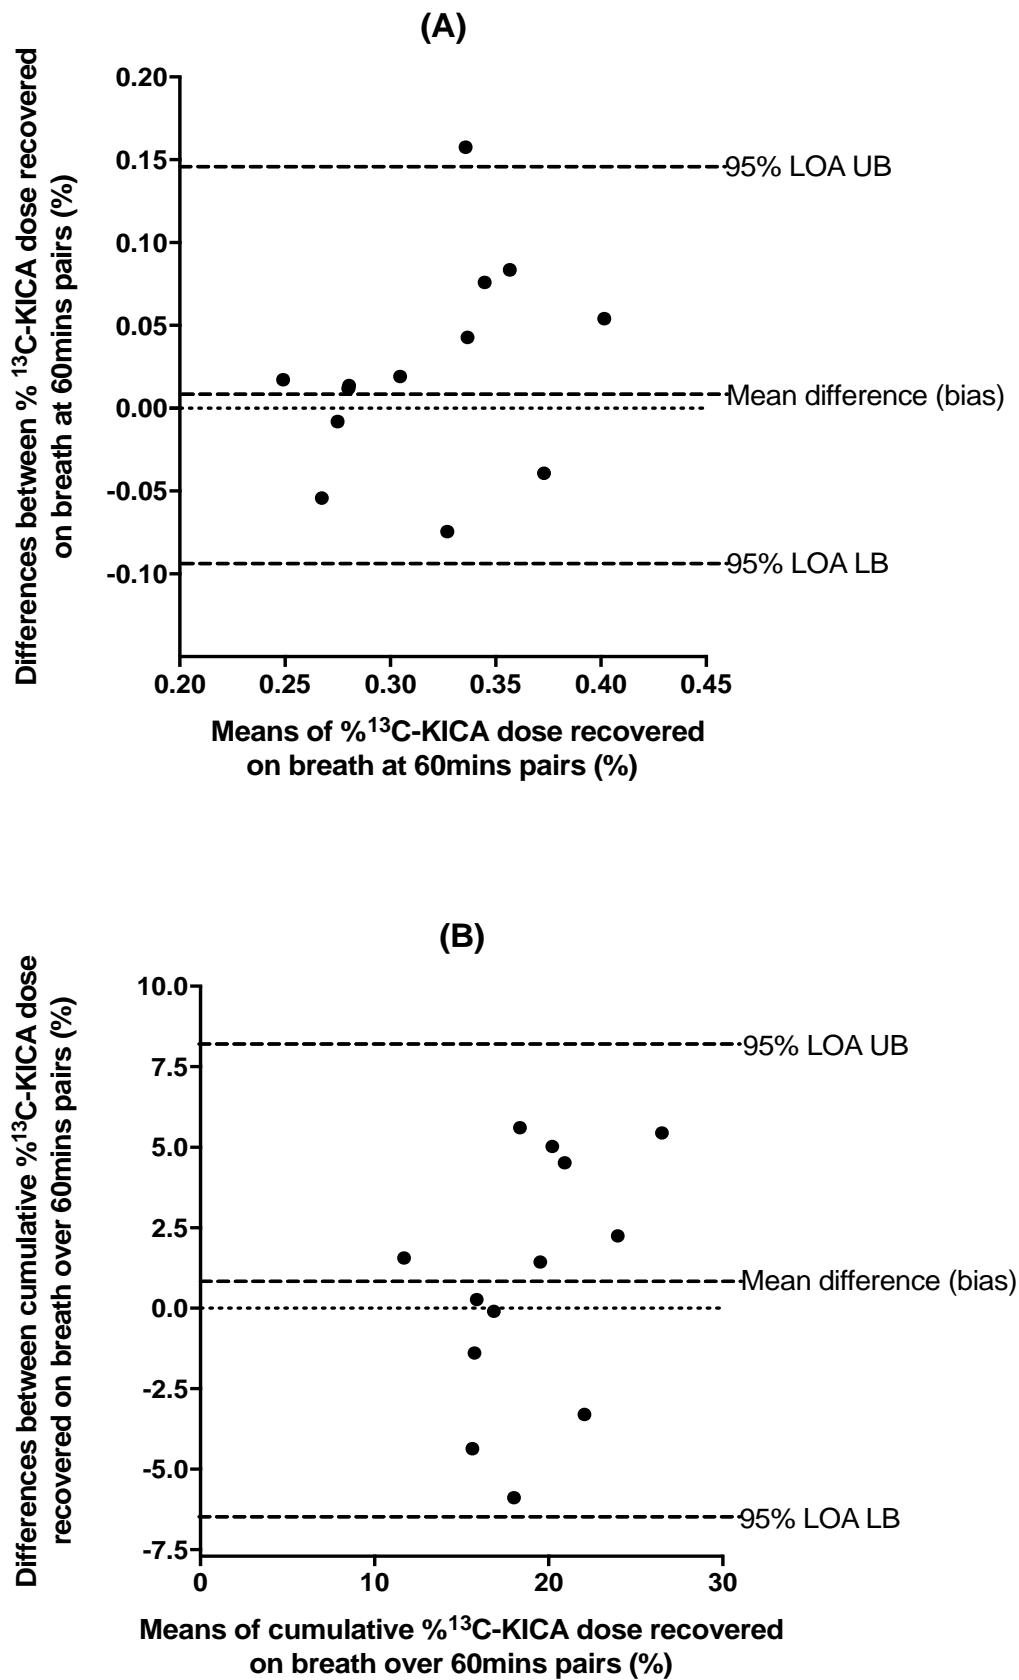 (A)
Differences between % ¹³C-KICA dose recovered
on breath at 60mins pairs (%)
0.20
0.15
0.10
0.05
0.00
-0.05
-0.10
95% LOA UB
Mean difference (bias)
95% LOA LB
0.20 0.25 0.30 0.35 0.40 0.45
Means of %¹³C-KICA dose recovered
on breath at 60mins pairs (%)
(B)
Differences between cumulative %¹³C-KICA dose
recovered on breath over 60mins pairs (%)
10.0
7.5
5.0
2.5
0.0
-2.5
-5.0
-7.5
95% LOA UB
Mean difference (bias)
95% LOA LB
0 10 20 30
Means of cumulative %¹³C-KICA dose recovered
on breath over 60mins pairs (%)